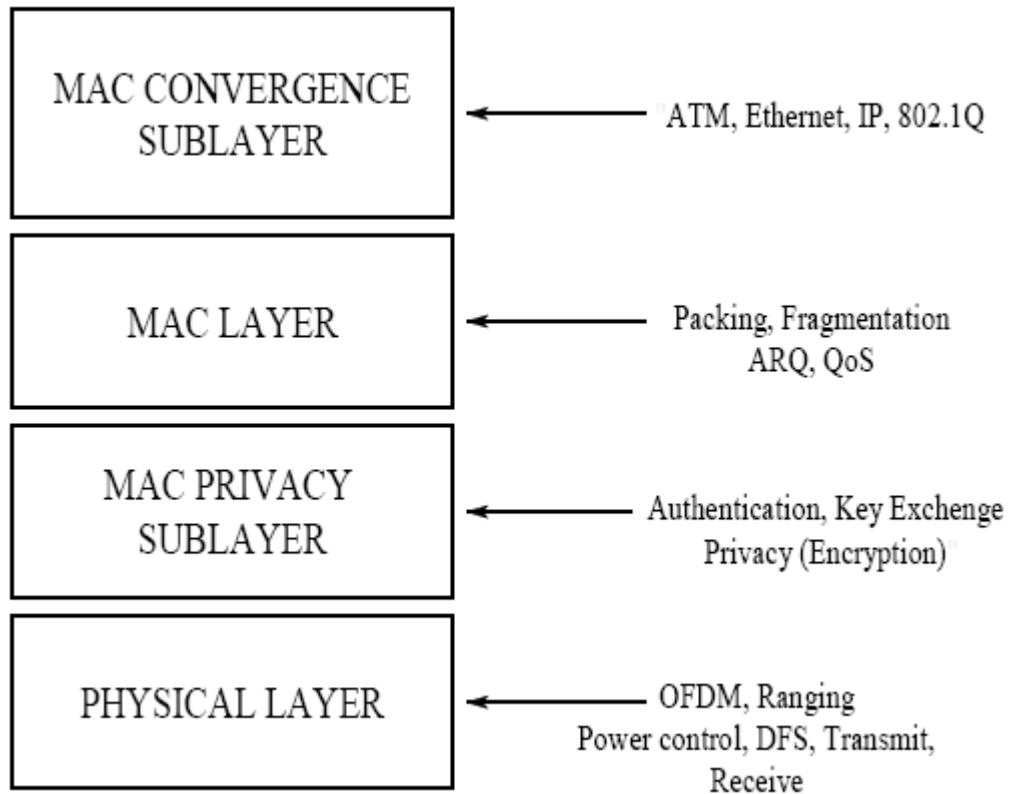 MAC CONVERGENCE
SUBLAYER
"ATM, Ethernet, IP, 802.1Q
MAC LAYER
Packing, Fragmentation
ARQ, QoS
MAC PRIVACY
SUBLAYER
Authentication, Key Exchange
Privacy (Encryption)"
PHYSICAL LAYER
OFDM, Ranging
Power control, DFS, Transmit,
Receive